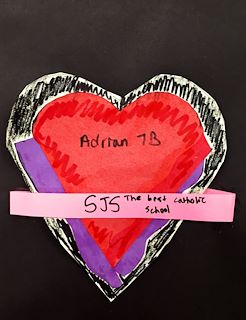 Adrian 7B
SJS The best catholic
School